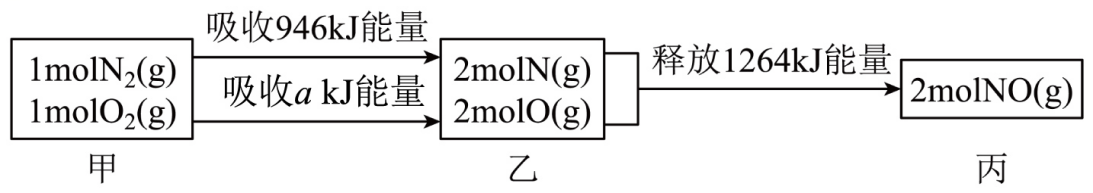 吸收946kJ能量
1molN₂(g)
1molO₂(g)
吸收a kJ能量
2molN(g)
2molO(g)
释放1264kJ能量
2molNO(g)
甲
乙
丙